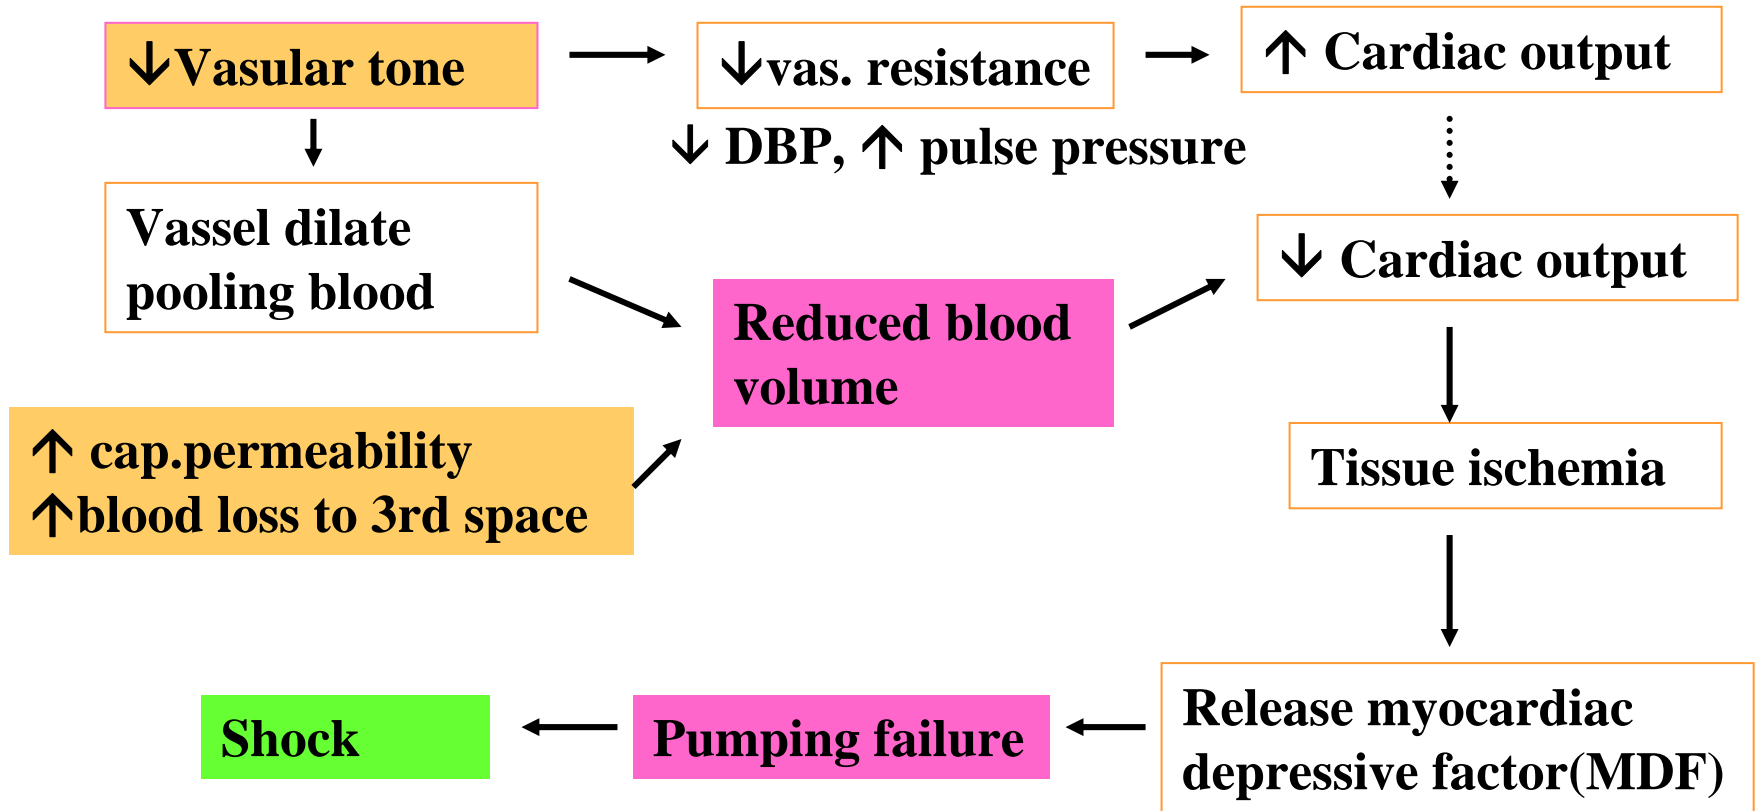 ↓Vasular tone
↓vas. resistance
↑ Cardiac output
↓ DBP, ↑ pulse pressure
Vassel dilate
pooling blood
↓ Cardiac output
Reduced blood
volume
↑ cap.permeability
↑blood loss to 3rd space
Tissue ischemia
Release myocardiac
depressive factor(MDF)
Pumping failure
Shock